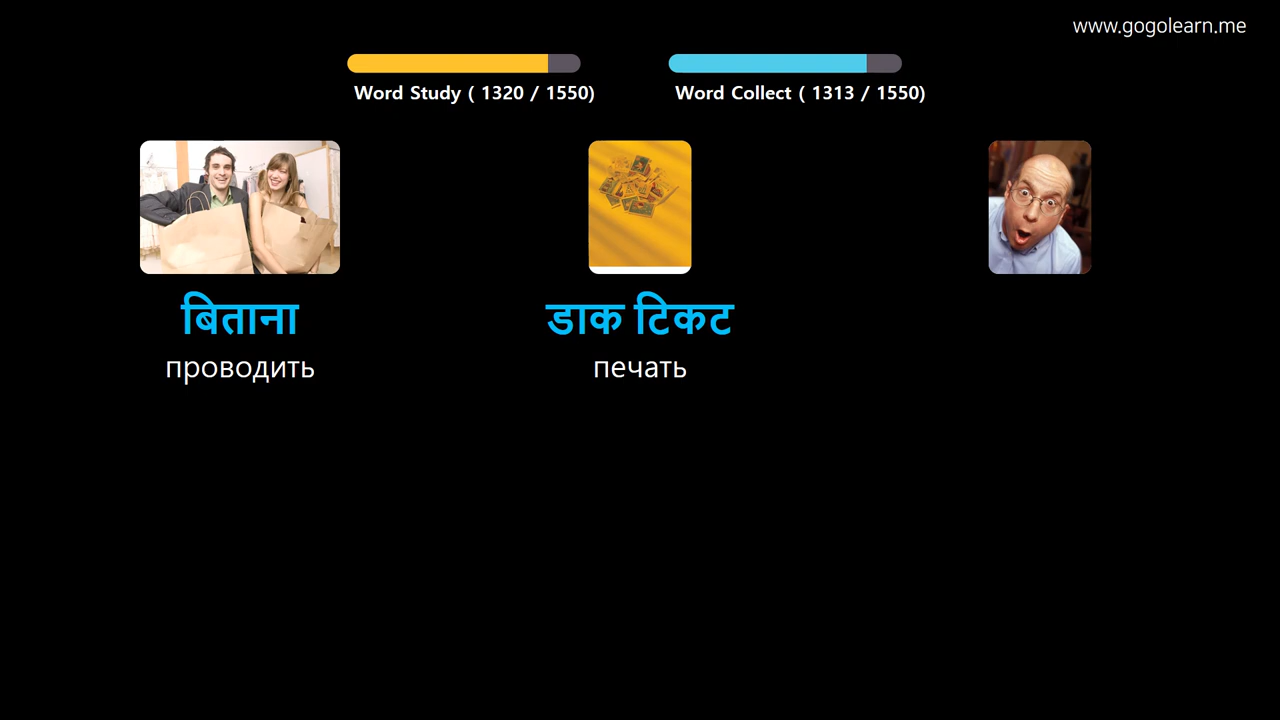 www.gogolearn.me
Word Study ( 1320 / 1550)
Word Collect ( 1313 / 1550)
बिताना
проводить
डाक टिकट
печать